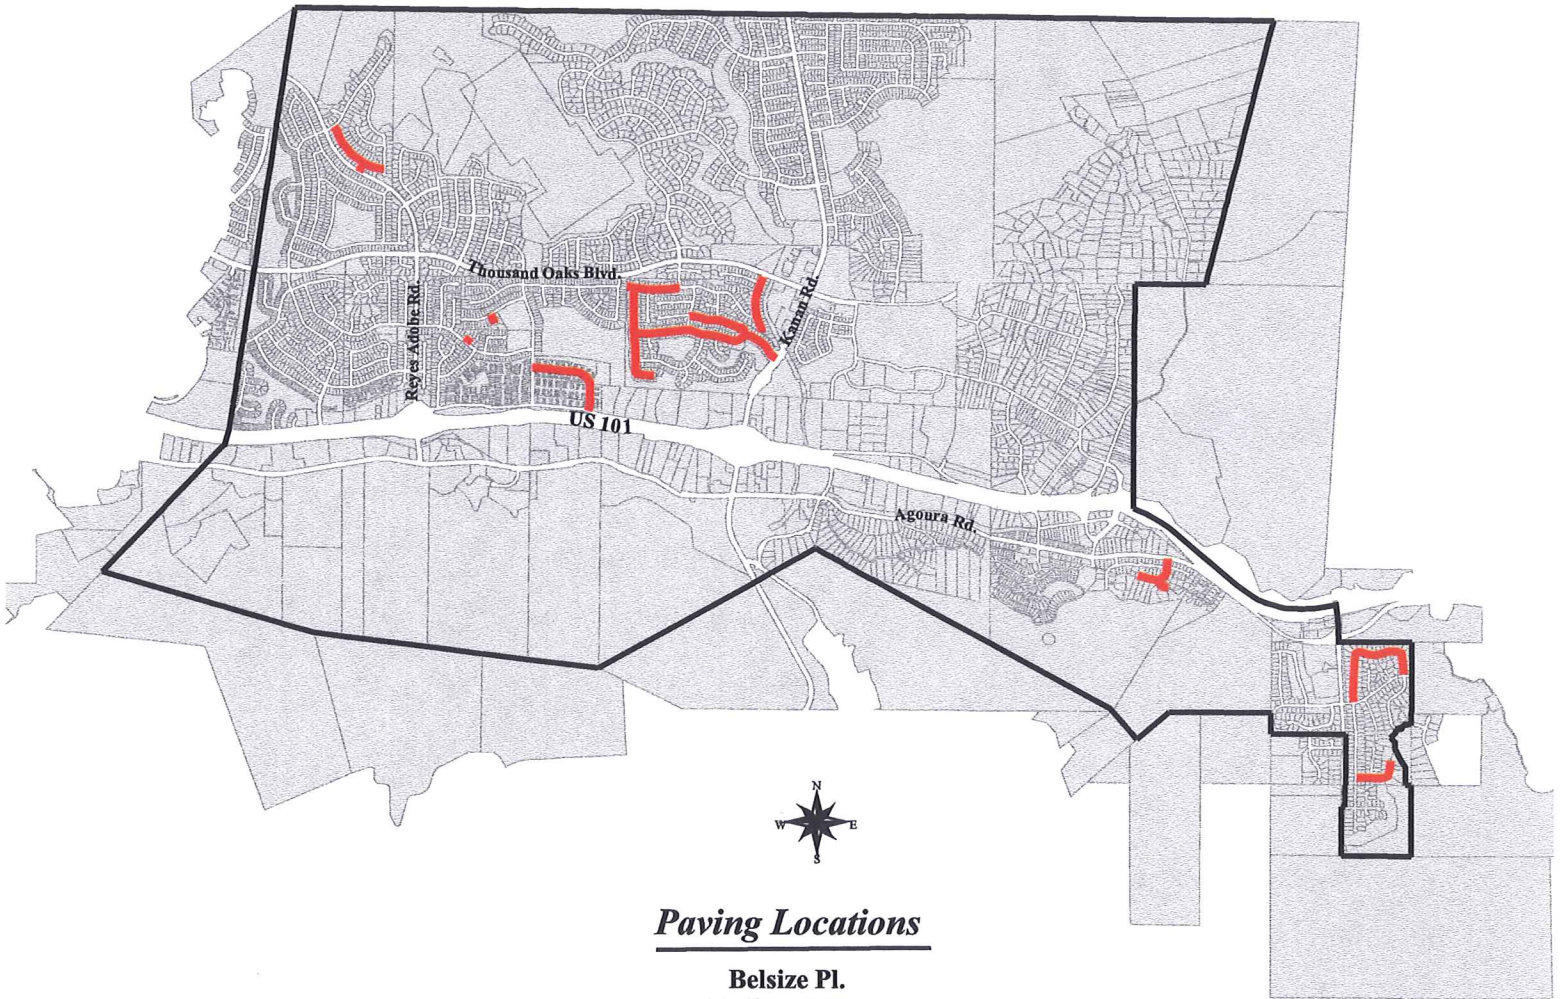 Thousand Oaks Blvd.
Reyes Adobe Rd.
Kanan Rd.
US 101
Agoura Rd.
N
W E
S
Paving Locations
Belsize Pl.